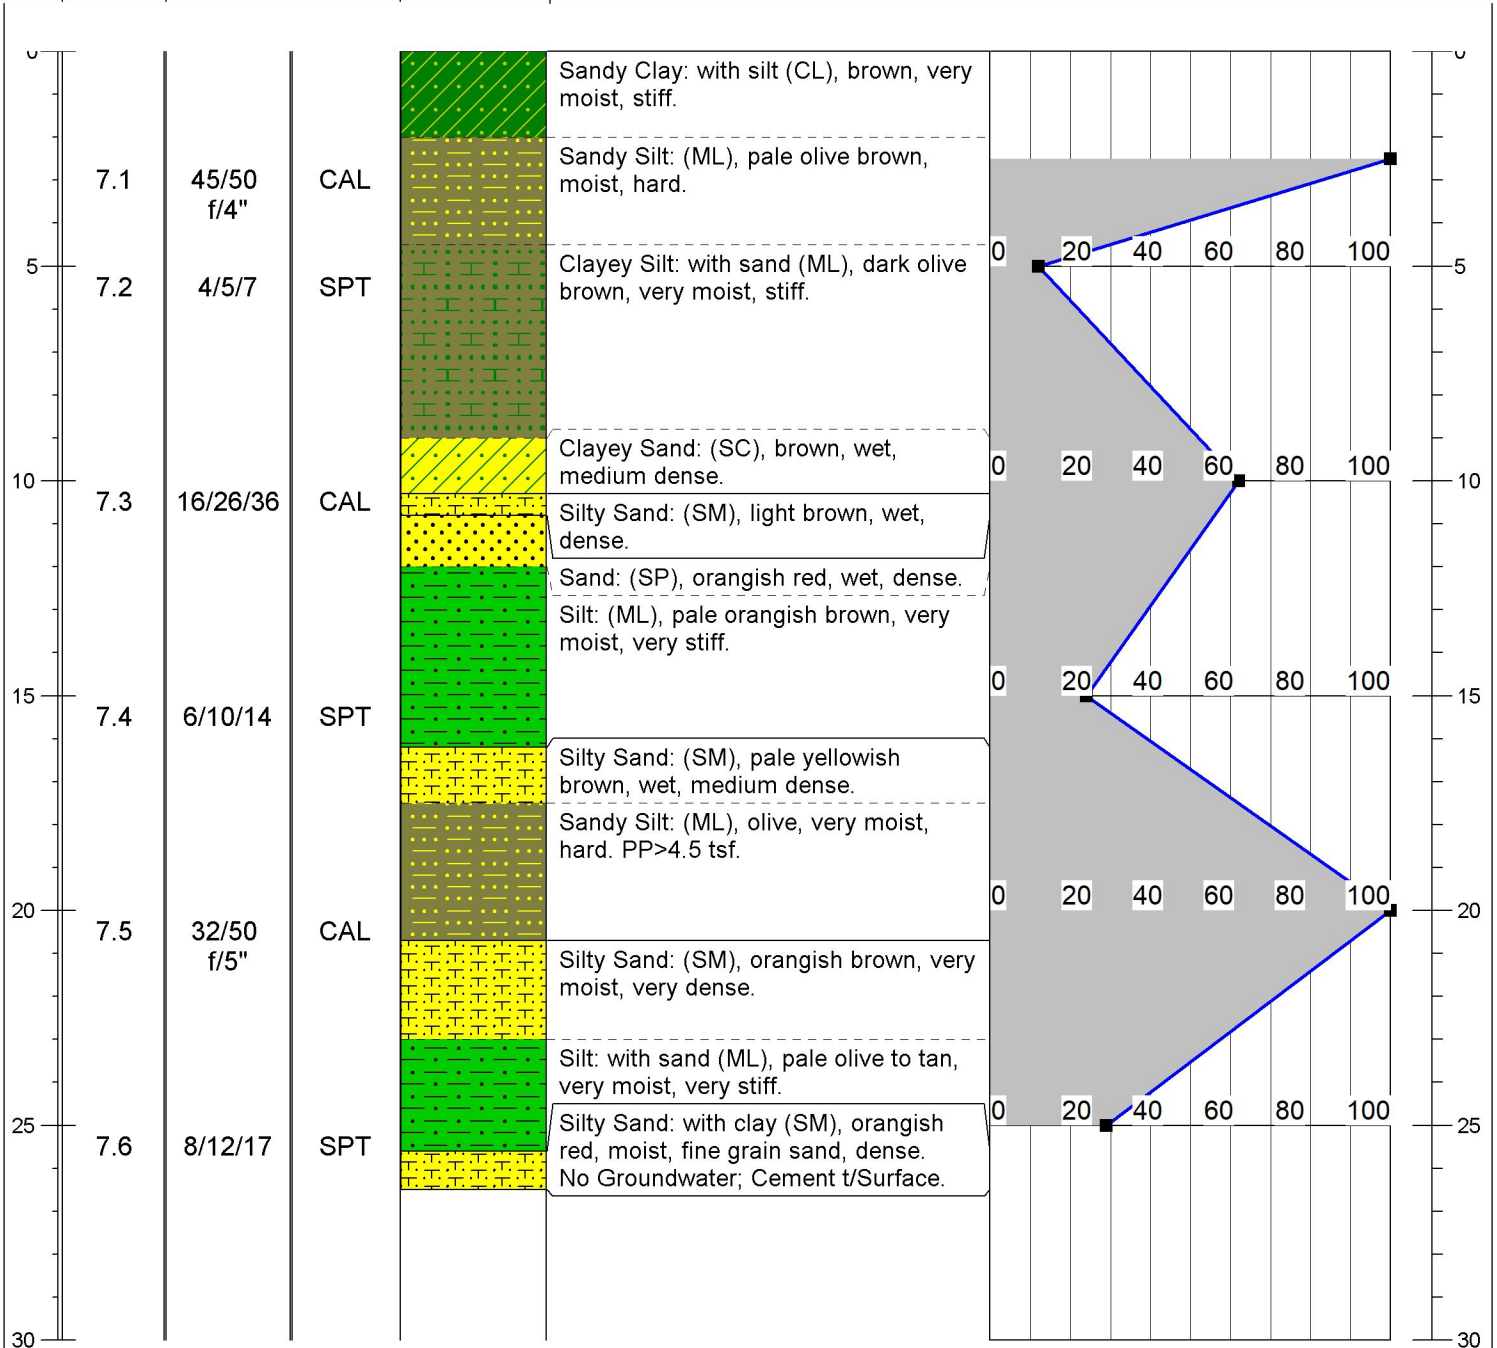 0
0
Sandy Clay: with silt (CL), brown, very
moist, stiff.
Sandy Silt: (ML), pale olive brown,
moist, hard.
7.1 45/50 CAL
f/4"
0 20 40 60 80 100
Clayey Silt: with sand (ML), dark olive
brown, very moist, stiff.
5
5
7.2 4/5/7 SPT
Clayey Sand: (SC), brown, wet,
medium dense.
0 20 40 60 80 100
10
10
7.3 16/26/36 CAL
Silty Sand: (SM), light brown, wet,
dense.
Sand: (SP), orangish red, wet, dense.
Silt: (ML), pale orangish brown, very
moist, very stiff.
0 20 40 60 80 100
15
15
7.4 6/10/14 SPT
Silty Sand: (SM), pale yellowish
brown, wet, medium dense.
Sandy Silt: (ML), olive, very moist,
hard. PP>4.5 tsf.
0 20 40 60 80 100
20
20
7.5 32/50 CAL
f/5"
Silty Sand: (SM), orangish brown, very
moist, very dense.
Silt: with sand (ML), pale olive to tan,
very moist, very stiff.
0 20 40 60 80 100
25
25
7.6 8/12/17 SPT
Silty Sand: with clay (SM), orangish
red, moist, fine grain sand, dense.
No Groundwater; Cement t/Surface.
30
30